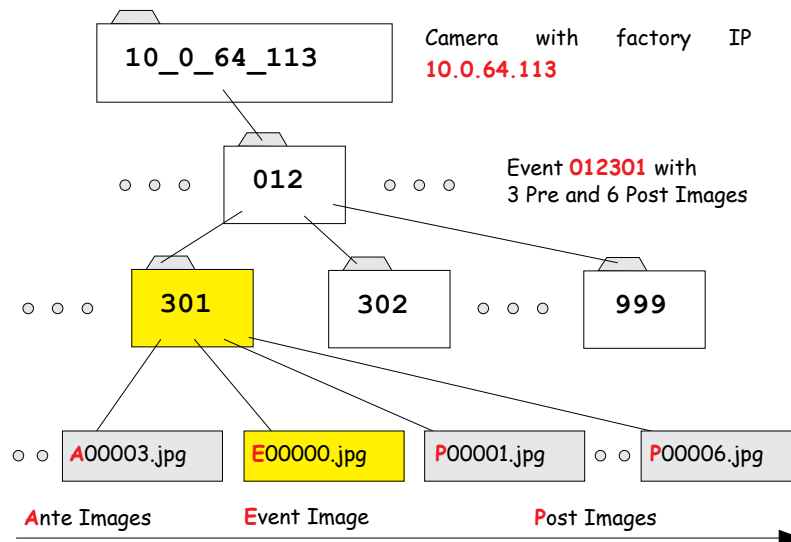 10_0_64_113
Camera with factory IP
10.0.64.113
012
Event 012301 with
3 Pre and 6 Post Images
301
302
999
A00003.jpg
E00000.jpg
P00001.jpg
P00006.jpg
Ante Images
Event Image
Post Images